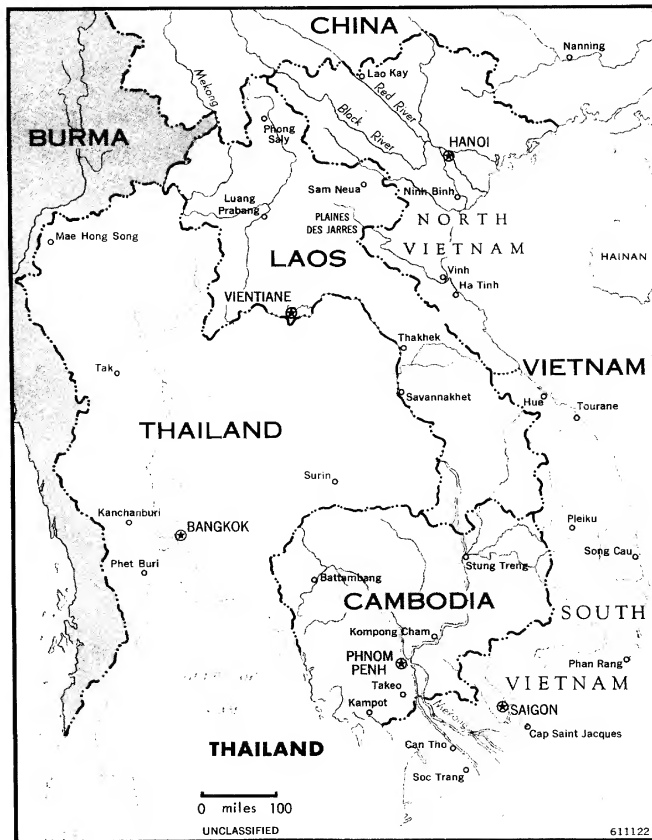 CHINA
Nanning
Lao Kay
Mekong
Red River
Black River
BURMA
Phong
Saly
HANOI
Sam Neua
Ninh Binh
Luang
Prabang
PLAINES
DES JARRES
NORTH
VIETNAM
Mae Hong Song
HAINAN
LAOS
Vinh
Ha Tinh
VIENTIANE
Thakhek
VIETNAM
Tak
Savannakhet
Hue
Tourane
THAILAND
Surin
Kanchanburi
BANGKOK
Pleiku
Stung Treng
Song Cau
Phet Buri
Battambang
CAMBODIA
SOUTH
Kompong Cham
PHNOM
PENH
Phan Rang
VIETNAM
Takeo
Kampot
SAIGON
Cap Saint Jacques
THAILAND
Can Tho
Soc Trang
0 miles 100
UNCLASSIFIED
611122